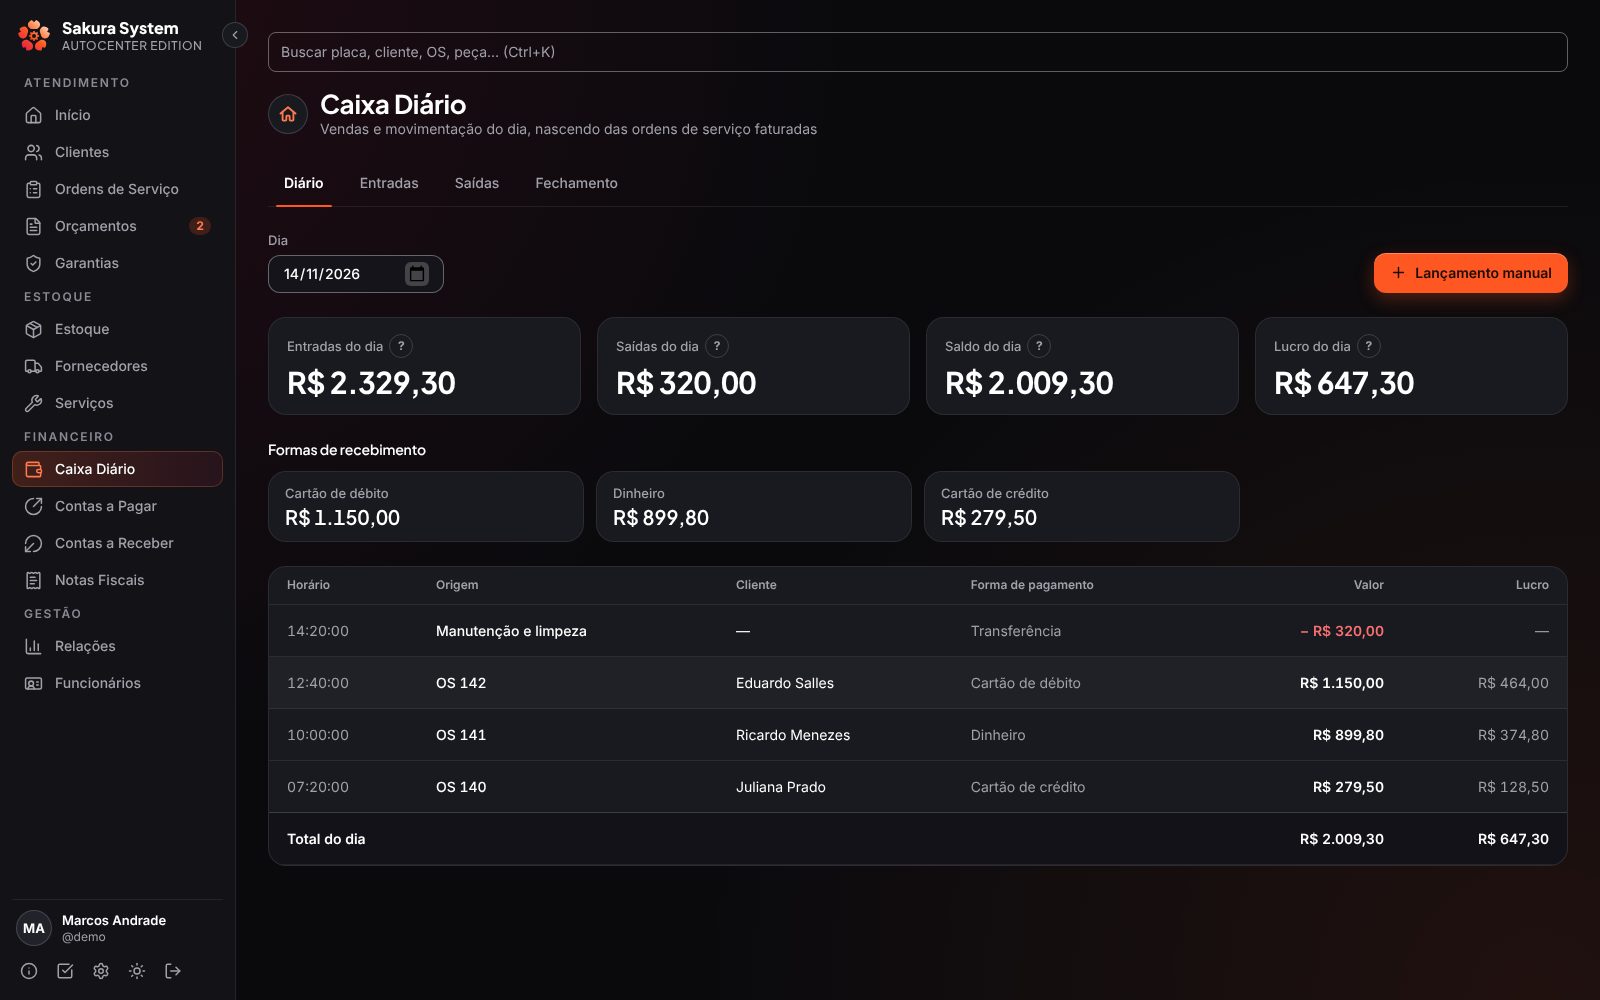 Sakura System
AUTOCENTER EDITION
ATENDIMENTO
Início
Clientes
Ordens de Serviço
Orçamentos 2
Garantias
ESTOQUE
Estoque
Fornecedores
Serviços
FINANCEIRO
Caixa Diário
Contas a Pagar
Contas a Receber
Notas Fiscais
GESTÃO
Relações
Funcionários
MA
Marcos Andrade
@demo
Buscar placa, cliente, OS, peça... (Ctrl+K)
Caixa Diário
Vendas e movimentação do dia, nascendo das ordens de serviço faturadas
Diário Entradas Saídas Fechamento
Dia
14/11/2026
+ Lançamento manual
Entradas do dia ?
R$ 2.329,30
Saídas do dia ?
R$ 320,00
Saldo do dia ?
R$ 2.009,30
Lucro do dia ?
R$ 647,30
Formas de recebimento
Cartão de débito
R$ 1.150,00
Dinheiro
R$ 899,80
Cartão de crédito
R$ 279,50
Horário Origem Cliente Forma de pagamento Valor Lucro
14:20:00 Manutenção e limpeza — Transferência − R$ 320,00 —
12:40:00 OS 142 Eduardo Salles Cartão de débito R$ 1.150,00 R$ 464,00
10:00:00 OS 141 Ricardo Menezes Dinheiro R$ 899,80 R$ 374,80
07:20:00 OS 140 Juliana Prado Cartão de crédito R$ 279,50 R$ 128,50
Total do dia R$ 2.009,30 R$ 647,30